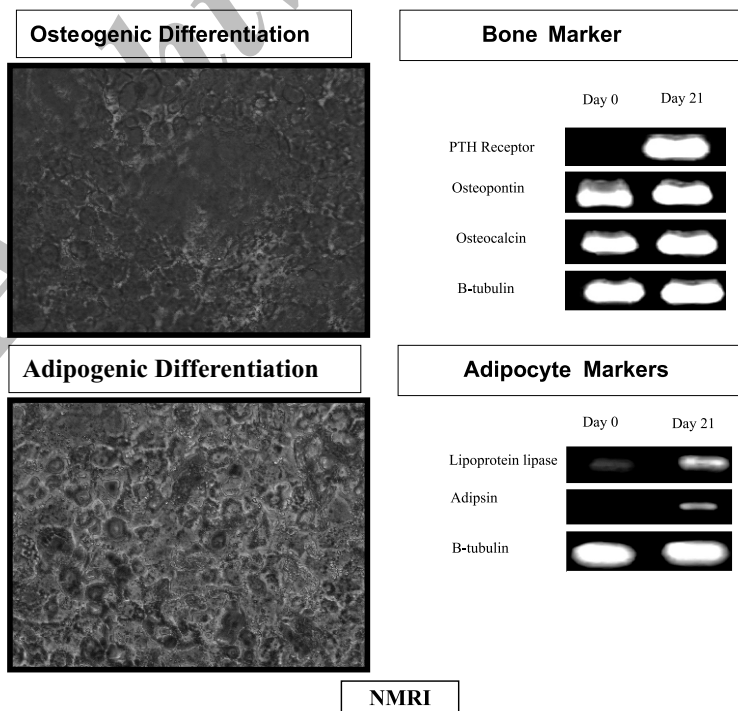 Osteogenic Differentiation
Bone Marker
Day 0 Day 21
PTH Receptor
Osteopontin
Osteocalcin
B-tubulin
Adipogenic Differentiation
Adipocyte Markers
Day 0 Day 21
Lipoprotein lipase
Adipsin
B-tubulin
NMRI